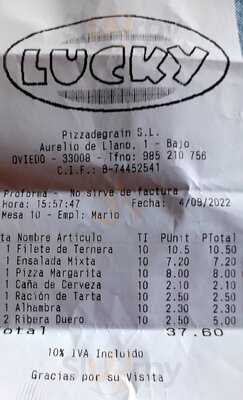 LUCKY
Pizzadegrain S.L.
Aurelio de Llano, 1 - Bajo
OVIEDO - 33008 - Tfno: 985 210 756
C.I.F.: B-74452541
Proforma - No sirve de factura
Hora: 15:57:47 Fecha: 4/09/2022
Mesa 10 - Empl: Mario
ta Nombre Artículo TI PUnit PTotal
1 Filete de Ternera 10 10.5 10.50
1 Ensalada Mixta 10 7.20 7.20
1 Pizza Margarita 10 8.00 8.00
1 Caña de Cerveza 10 2.10 2.10
1 Ración de Tarta 10 2.50 2.50
1 Alhambra 10 2.30 2.30
2 Ribera Duero 10 2.50 5.00
otal 37.60
10% IVA Incluido
Gracias por su Visita